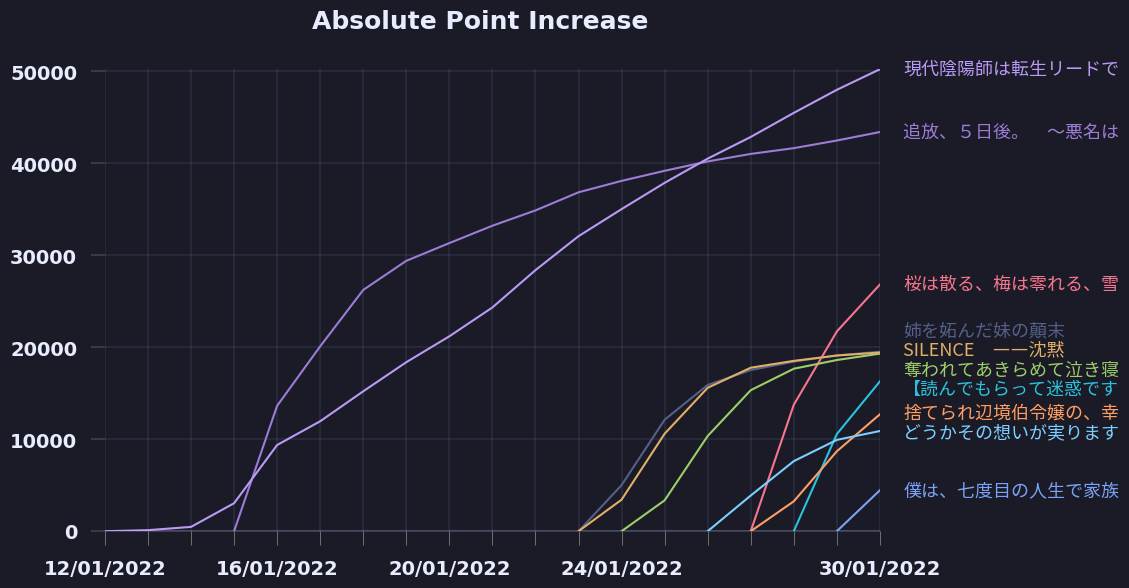 Absolute Point Increase
50000
40000
30000
20000
10000
0
12/01/2022
16/01/2022
20/01/2022
24/01/2022
30/01/2022
現代陰陽師は転生リードで
追放、５日後。　～悪名は
桜は散る、梅は零れる、雪
姉を妬んだ妹の顛末
SILENCE　――沈黙
奪われてあきらめて泣き寝
【読んでもらって迷惑です
捨てられ辺境伯令嬢の、幸
どうかその想いが実ります
僕は、七度目の人生で家族